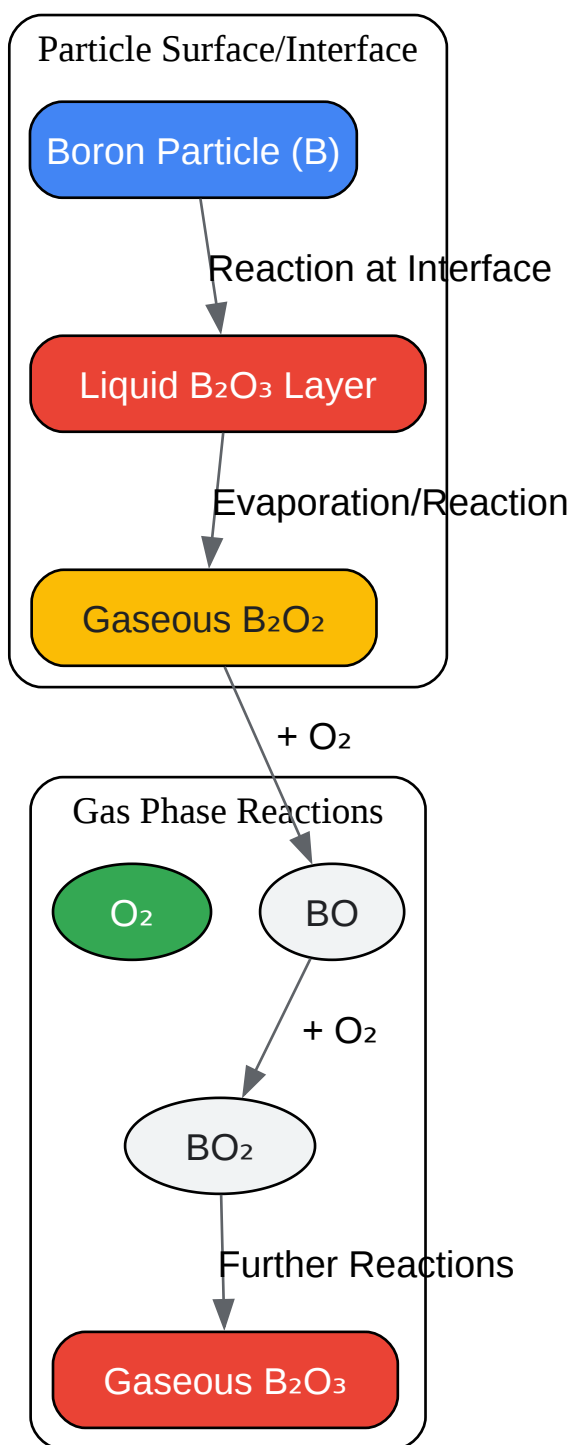 Particle Surface/Interface
Boron Particle (B)
Reaction at Interface
Liquid B₂O₃ Layer
Evaporation/Reaction
Gaseous B₂O₂
+ O₂
Gas Phase Reactions
O₂
BO
+ O₂
BO₂
Further Reactions
Gaseous B₂O₃